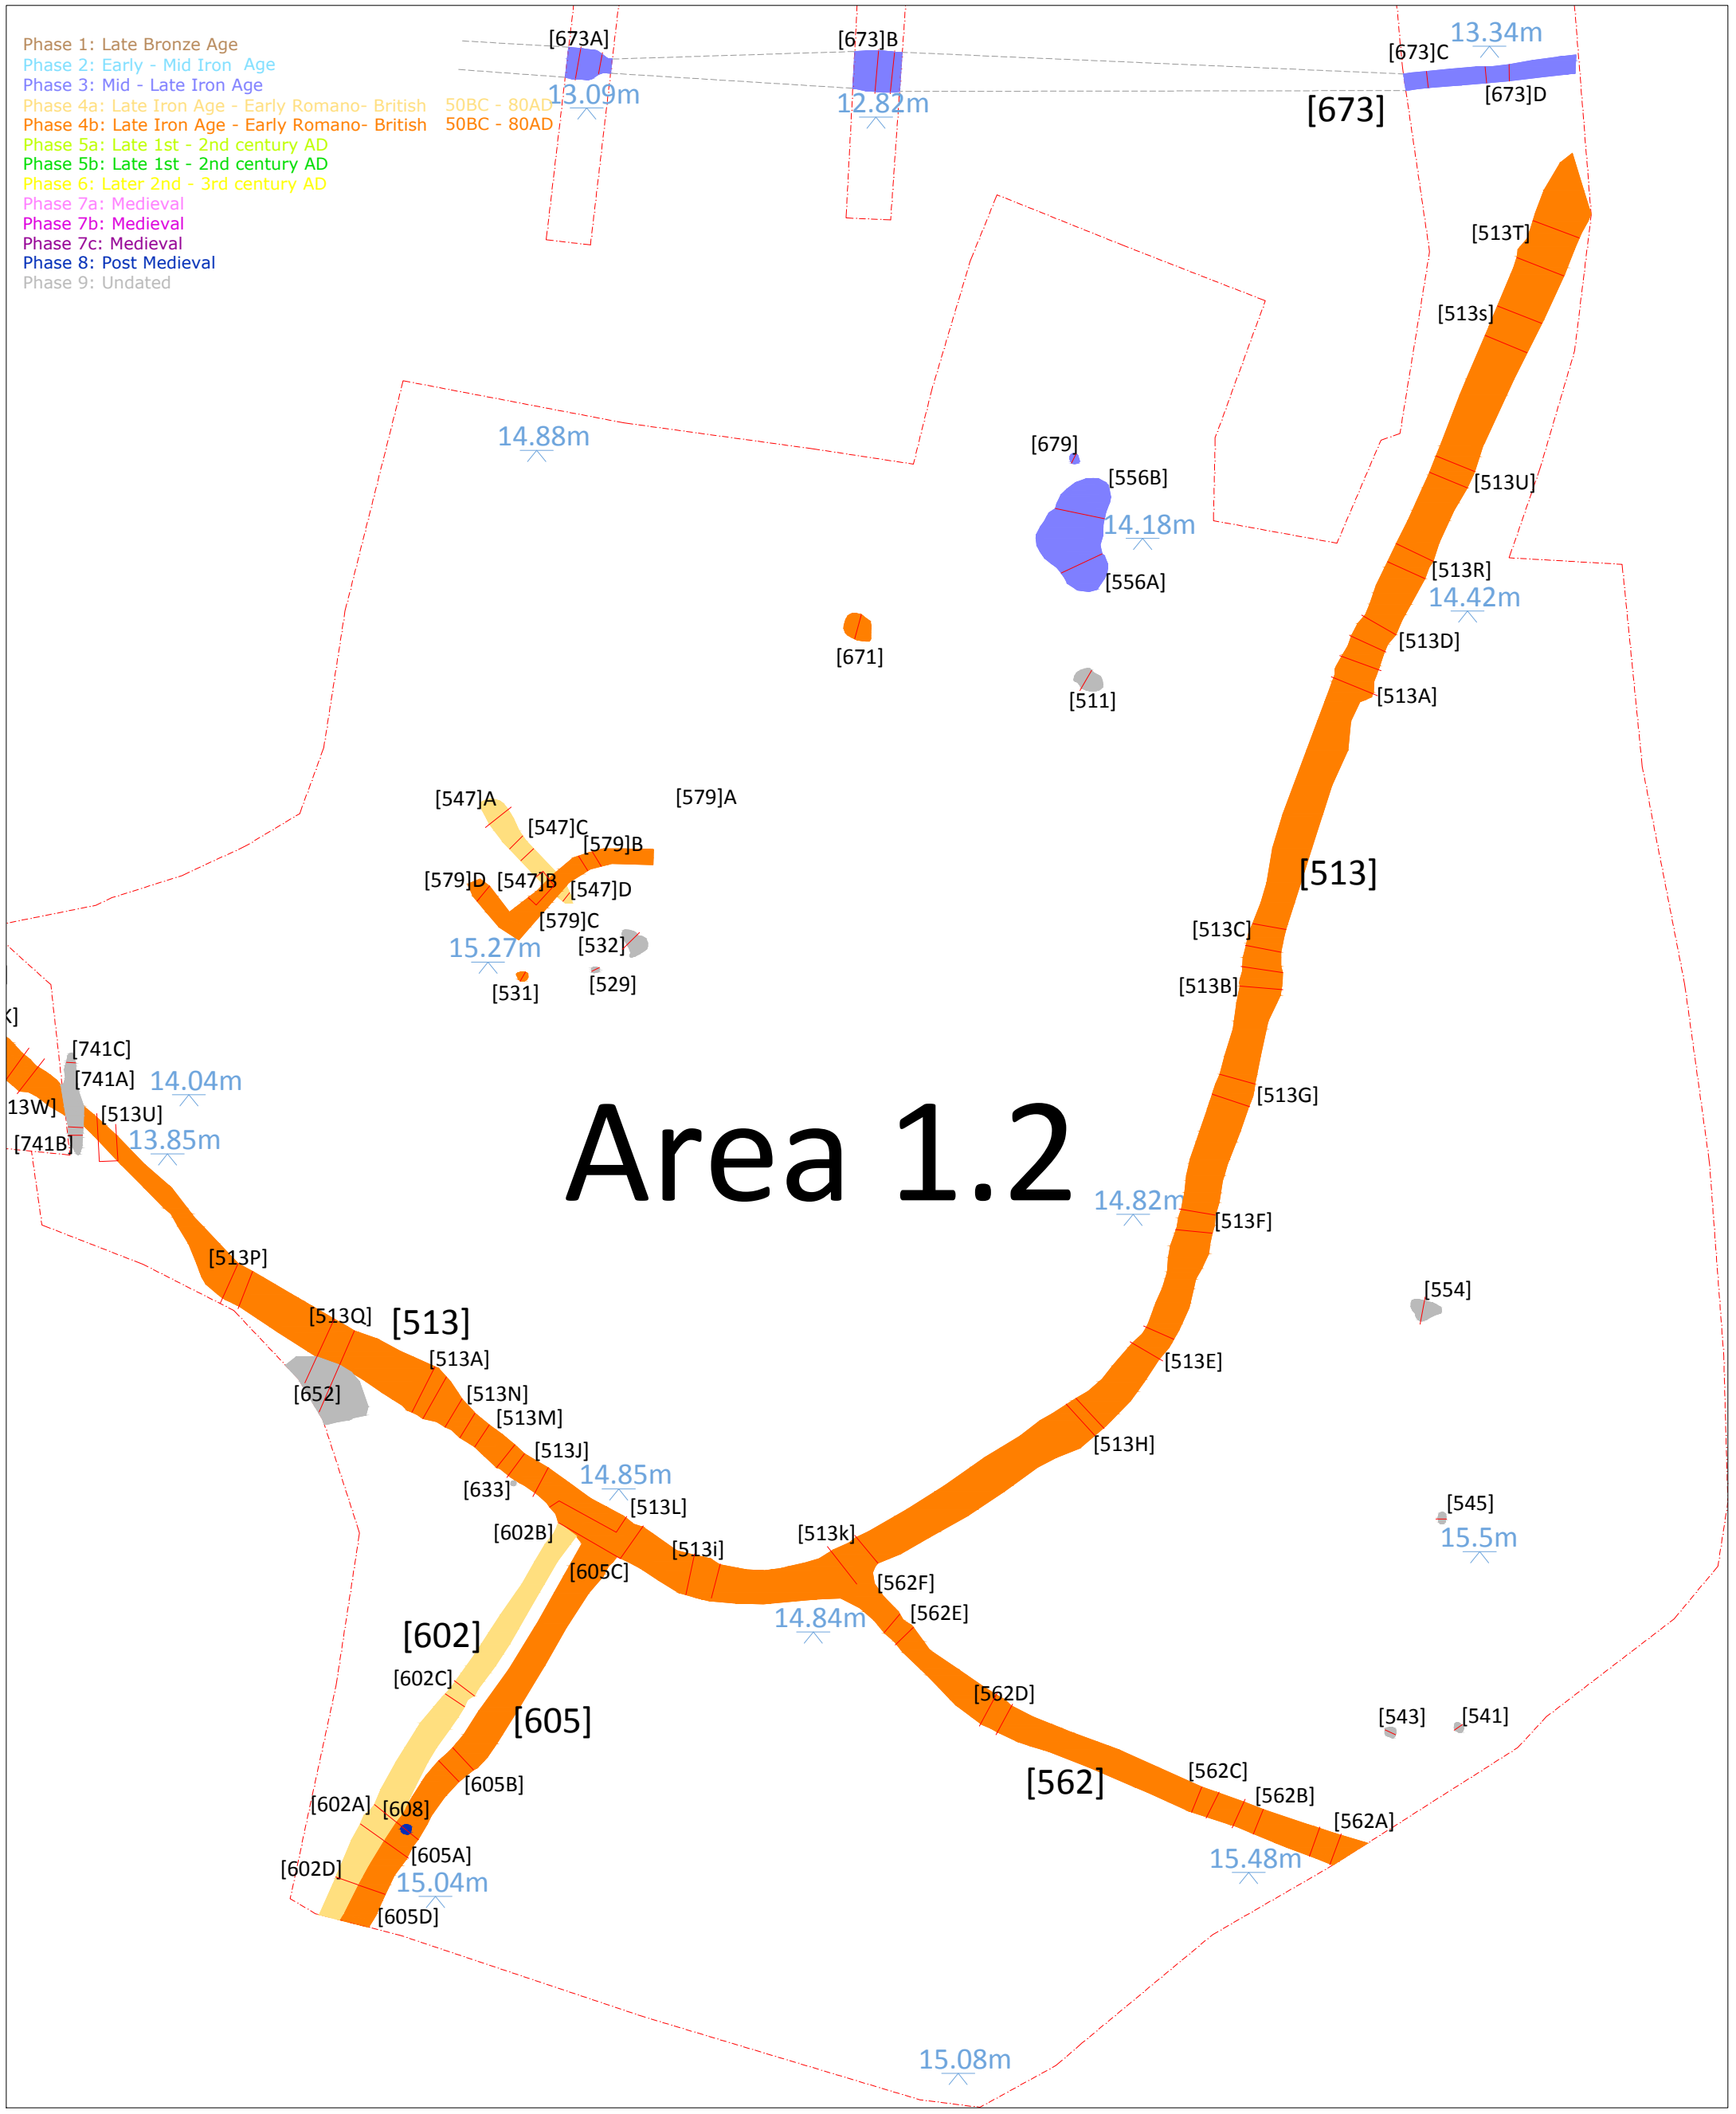 Phase 1: Late Bronze Age
Phase 2: Early - Mid Iron  Age
Phase 3: Mid - Late Iron Age
Phase 4a: Late Iron Age - Early Romano- British   50BC - 80AD
Phase 4b: Late Iron Age - Early Romano- British   50BC - 80AD
Phase 5a: Late 1st - 2nd century AD
Phase 5b: Late 1st - 2nd century AD
Phase 6: Later 2nd - 3rd century AD
Phase 7a: Medieval
Phase 7b: Medieval
Phase 7c: Medieval
Phase 8: Post Medieval
Phase 9: Undated
[673A]
13.09m
[673]B
12.82m
13.34m
[673]C
[673]D
[673]
[513T]
[513s]
14.88m
[679]
[556B]
[513U]
14.18m
[556A]
[513R]
14.42m
[513D]
[671]
[511]
[513A]
[547]A
[579]A
[547]C
[579]B
[579]D
[547]B
[547]D
[513]
[579]C
[532]
15.27m
[513C]
[529]
[531]
[513B]
K]
[741C]
[741A]
14.04m
13W]
[513U]
[741B]
13.85m
[513G]
Area 1.2
14.82m
[513F]
[513P]
[554]
[513Q]
[513]
[513A]
[513E]
[652]
[513N]
[513M]
[513H]
[513J]
14.85m
[633]
[513L]
[545]
[602B]
[513k]
15.5m
[513i]
[605C]
[562F]
[562E]
14.84m
[602]
[602C]
[562D]
[605]
[543]
[541]
[605B]
[562]
[562C]
[562B]
[602A]
[608]
[562A]
[605A]
[602D]
15.04m
15.48m
[605D]
15.08m